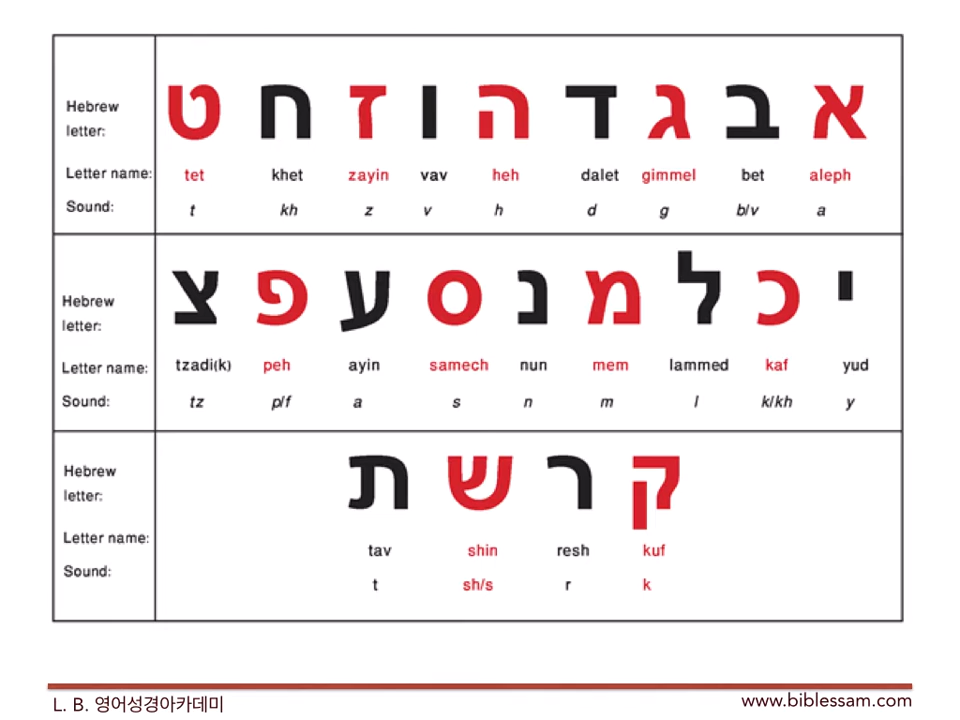 Hebrew letter: א ב ג ד ה ו ז ח ט
Letter name: aleph bet gimmel dalet heh vav zayin khet tet
Sound: a b/v g d h v z kh t
Hebrew letter: י כ ל מ נ ס ע פ צ
Letter name: yud kaf lammed mem nun samech ayin peh tzadi(k)
Sound: y k/kh l m n s a p/f tz
Hebrew letter: ק ר ש ת
Letter name: kuf resh shin tav
Sound: k r sh/s t
L. B. 영어성경아카데미
www.biblessam.com